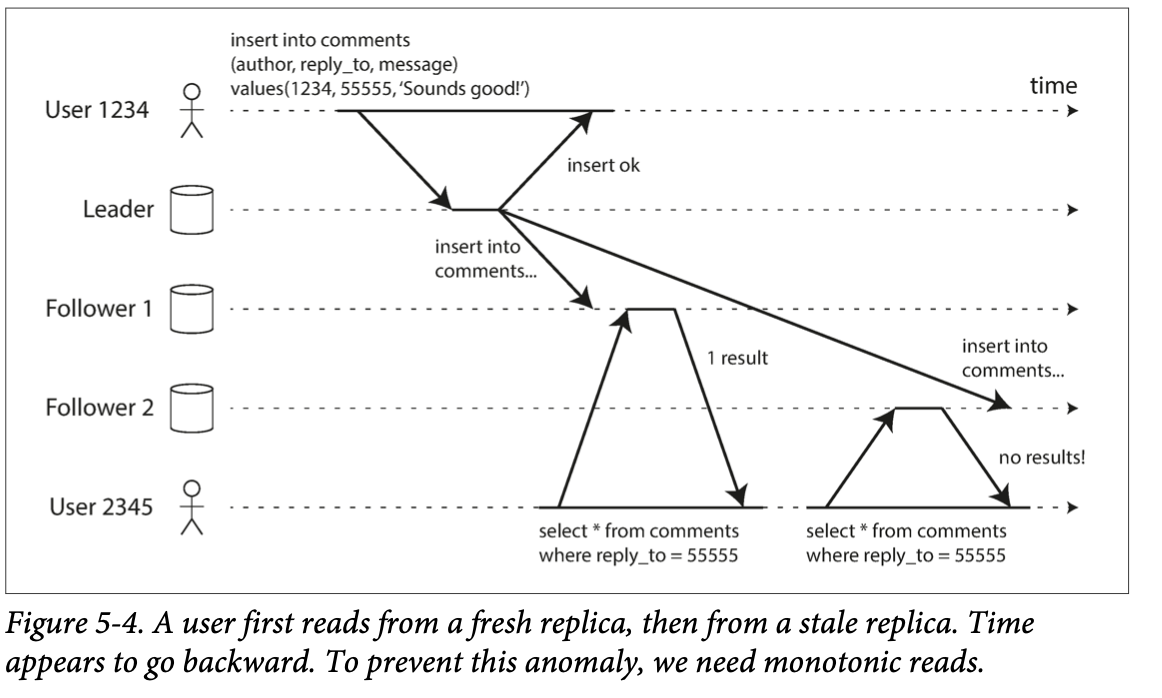 insert into comments
(author, reply_to, message)
values(1234, 55555, ‘Sounds good!’)
time
User 1234
insert ok
Leader
insert into
comments...
Follower 1
1 result
insert into
comments...
Follower 2
no results!
User 2345
select * from comments
where reply_to = 55555
select * from comments
where reply_to = 55555
Figure 5-4. A user first reads from a fresh replica, then from a stale replica. Time
appears to go backward. To prevent this anomaly, we need monotonic reads.